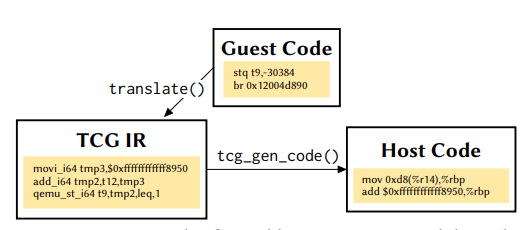 Guest Code
stq t9,-30384
br 0x12004d890
translate()
TCG IR
movi_i64 tmp3,$0xffffffffffff8950
add_i64 tmp2,t12,tmp3
qemu_st_i64 t9,tmp2,leq,1
tcg_gen_code()
Host Code
mov 0xd8(%r14),%rbp
add $0xffffffffffff8950,%rbp